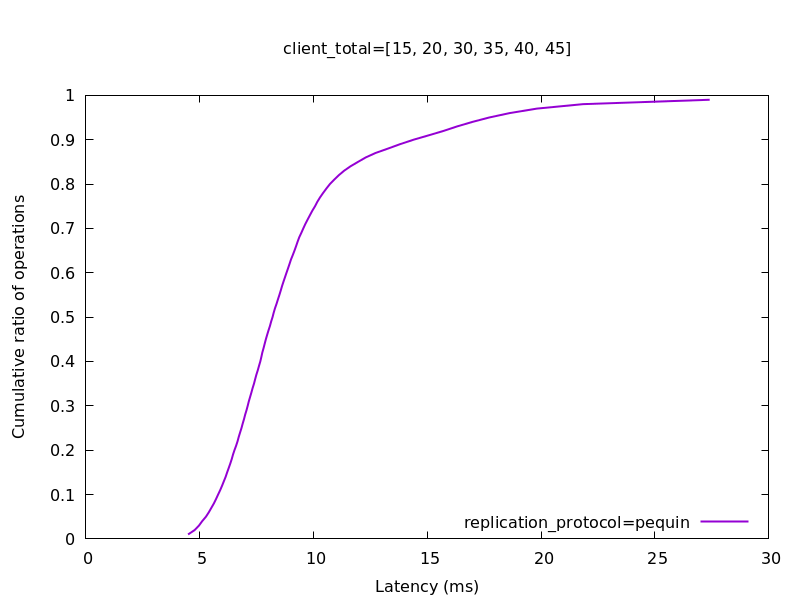 client_total=[15, 20, 30, 35, 40, 45]
1
0.9
0.8
0.7
0.6
0.5
0.4
0.3
0.2
0.1
0
Cumulative ratio of operations
replication_protocol=pequin
0 5 10 15 20 25 30
Latency (ms)